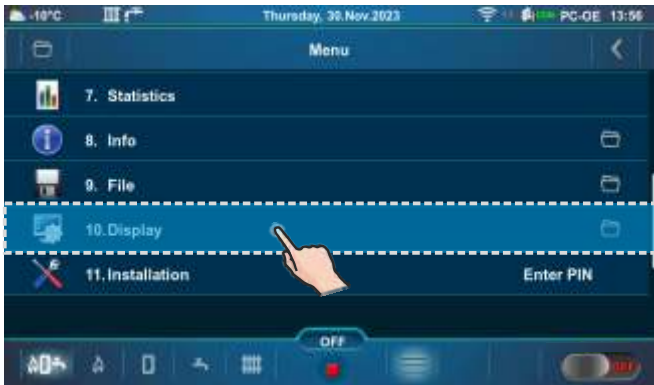 -10°C Thursday, 30.Nov.2023 PC-OE 13:56
Menu
7. Statistics
8. Info
9. File
10.Display
11.Installation Enter PIN
OFF
OFF